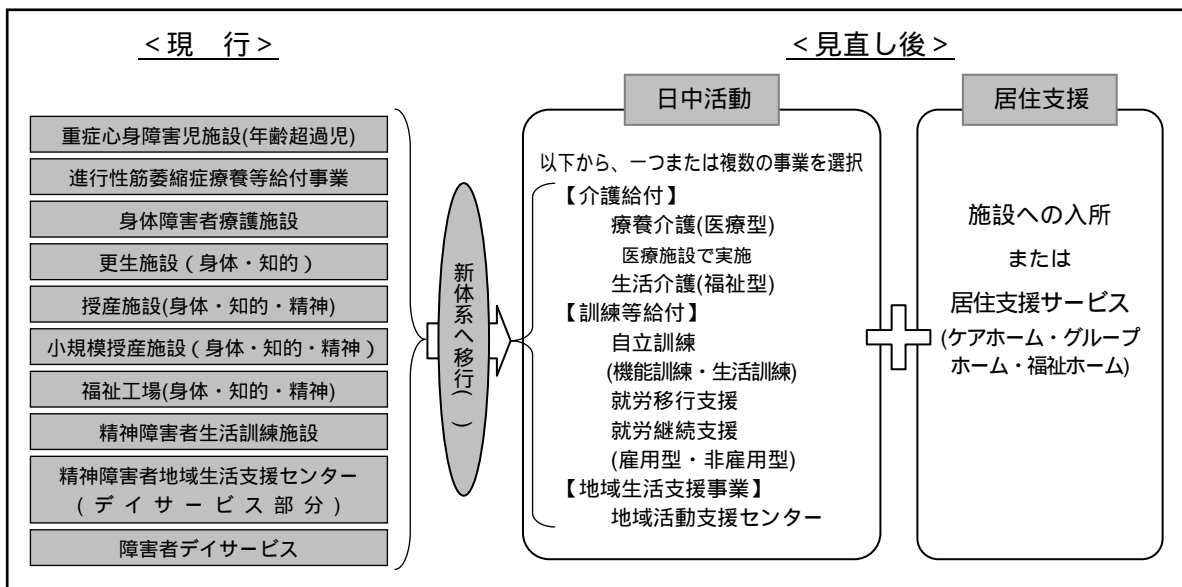 <現 行>
<見直し後>
重症心身障害児施設(年齢超過児)
進行性筋萎縮症療養等給付事業
身体障害者療護施設
更生施設(身体・知的)
授産施設(身体・知的・精神)
小規模授産施設(身体・知的・精神)
福祉工場(身体・知的・精神)
精神障害者生活訓練施設
精神障害者地域生活支援センター
(デイサービス部分)
障害者デイサービス
新体系へ移行( )
日中活動
以下から、一つまたは複数の事業を選択
【介護給付】
療養介護(医療型)
医療施設で実施
生活介護(福祉型)
【訓練等給付】
自立訓練
(機能訓練・生活訓練)
就労移行支援
就労継続支援
(雇用型・非雇用型)
【地域生活支援事業】
地域活動支援センター
居住支援
施設への入所
または
居住支援サービス
(ケアホーム・グループ
ホーム・福祉ホーム)